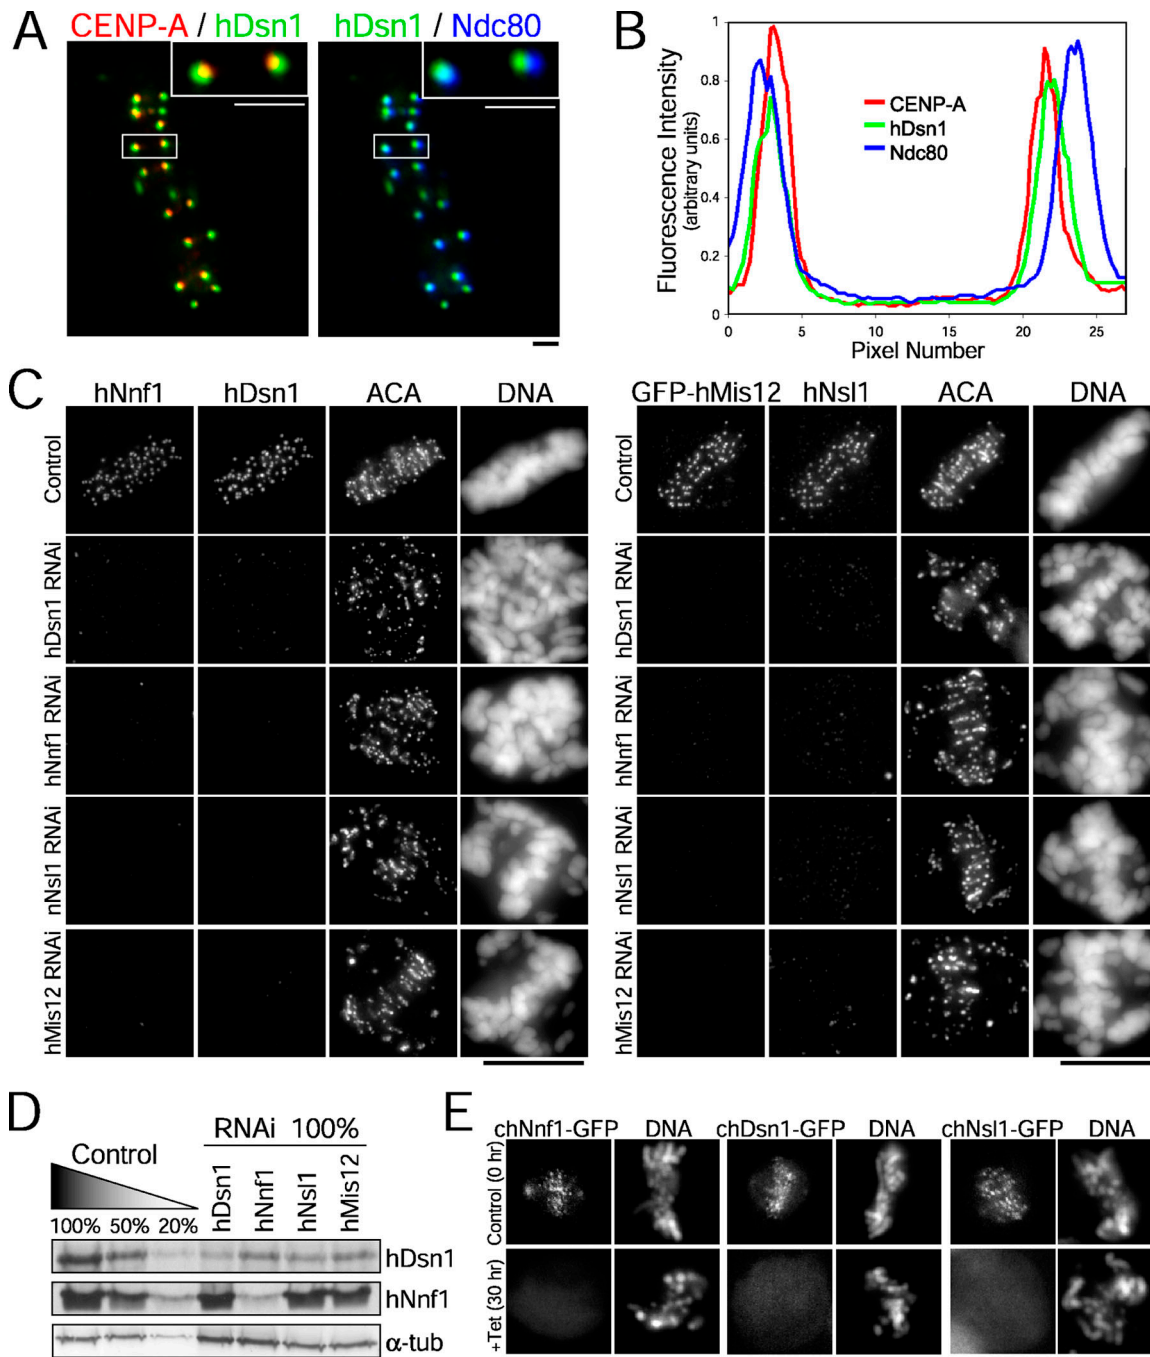 A
CENP-A / hDsn1
hDsn1 / Ndc80
B
Fluorescence Intensity
(arbitrary units)
1
0.8
0.6
0.4
0.2
0
0 5 10 15 20 25
Pixel Number
CENP-A
hDsn1
Ndc80
C
hNnf1 hDsn1 ACA DNA
GFP-hMis12 hNsl1 ACA DNA
Control
hDsn1 RNAi
hNnf1 RNAi
nNsl1 RNAi
hMis12 RNAi
Control
hDsn1 RNAi
hNnf1 RNAi
nNsl1 RNAi
hMis12 RNAi
D
Control
RNAi 100%
100% 50% 20%
hDsn1
hNnf1
hNsl1
hMis12
hDsn1
hNnf1
α-tub
E
chNnf1-GFP DNA chDsn1-GFP DNA chNsl1-GFP DNA
Control (0 hr)
+Tet (30 hr)